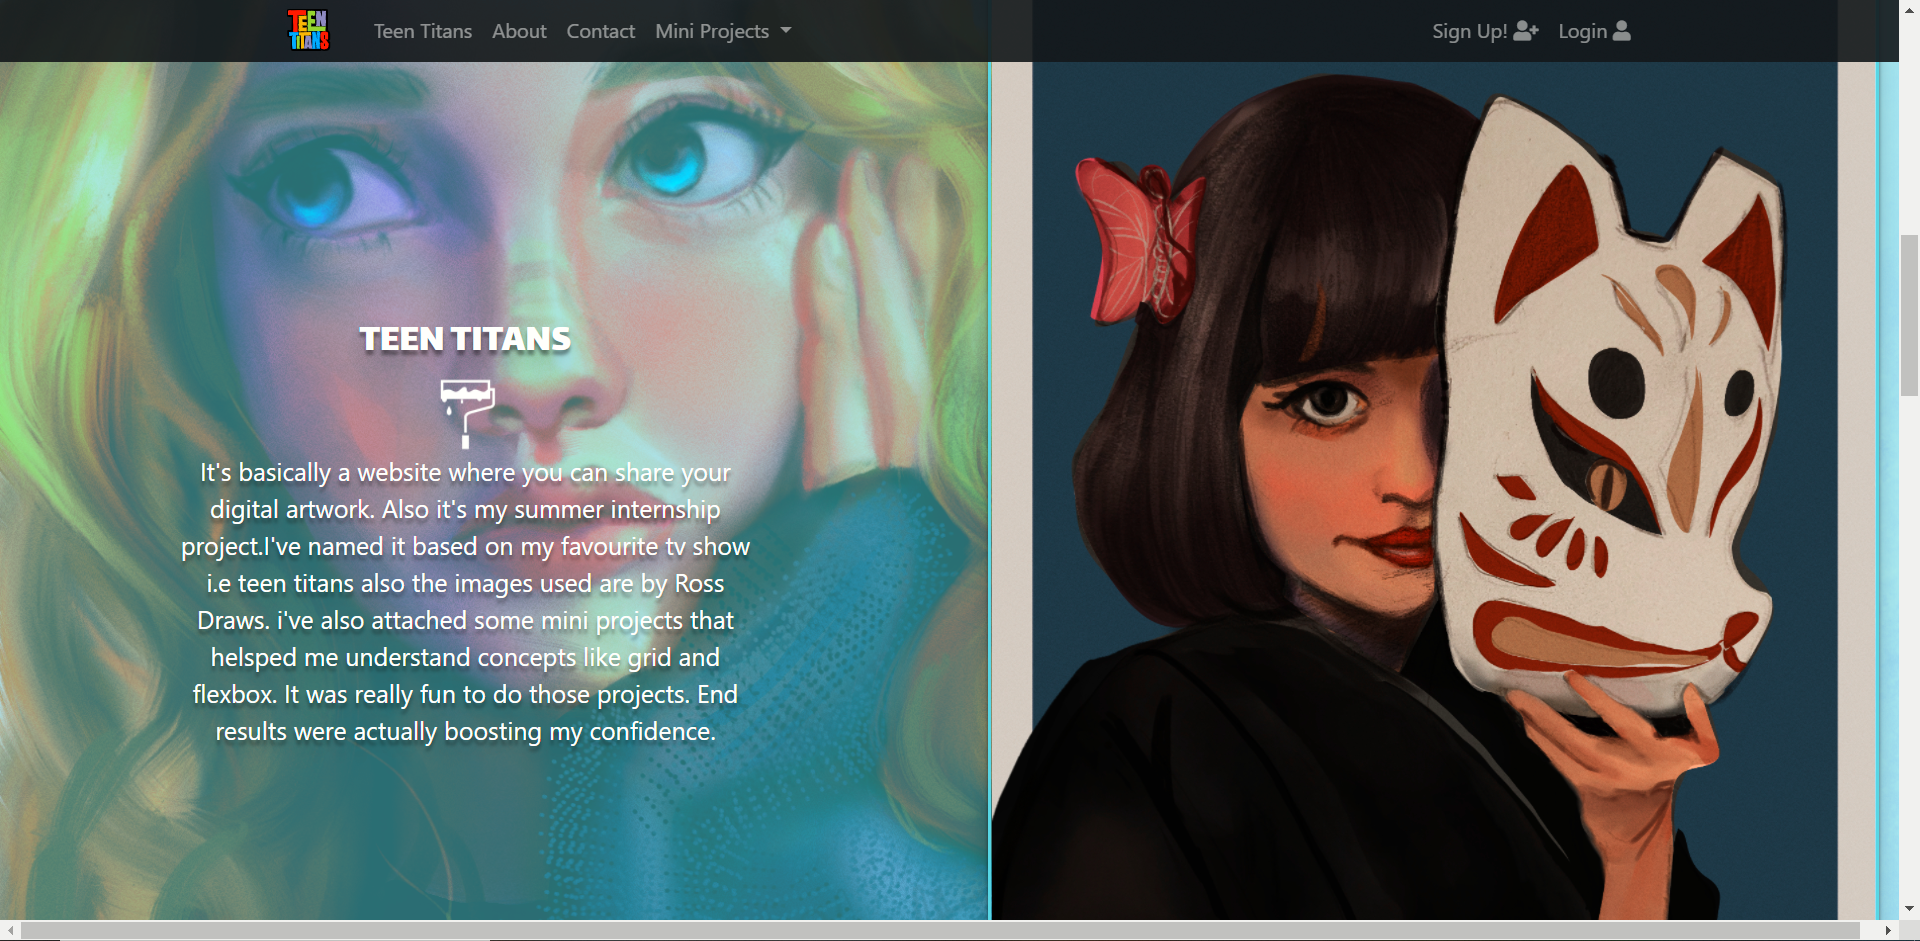 TEEN TITANS
Teen Titans About Contact Mini Projects Sign Up! Login
TEEN TITANS
It's basically a website where you can share your
digital artwork. Also it's my summer internship
project.I've named it based on my favourite tv show
i.e teen titans also the images used are by Ross
Draws. i've also attached some mini projects that
helsped me understand concepts like grid and
flexbox. It was really fun to do those projects. End
results were actually boosting my confidence.